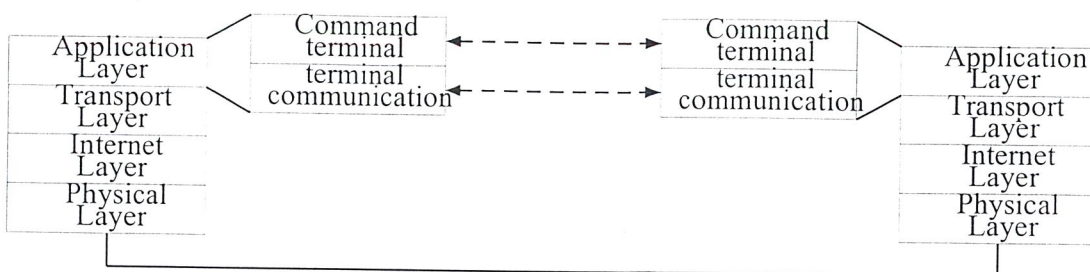 Application
Layer
Transport
Layer
Internet
Layer
Physical
Layer
Command
terminal
terminal
communication
Command
terminal
terminal
communication
Application
Layer
Transport
Layer
Internet
Layer
Physical
Layer